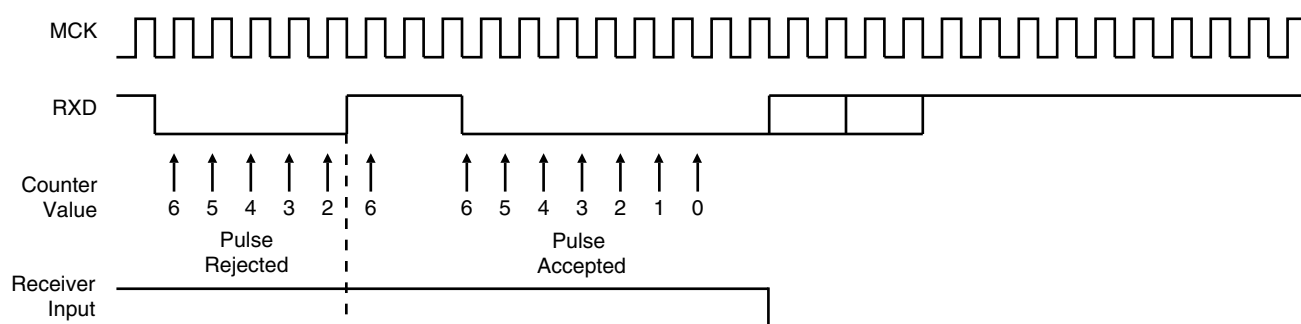 MCK
RXD
Counter
Value
6 5 4 3 2 6 6 5 4 3 2 1 0
Pulse
Rejected
Pulse
Accepted
Receiver
Input